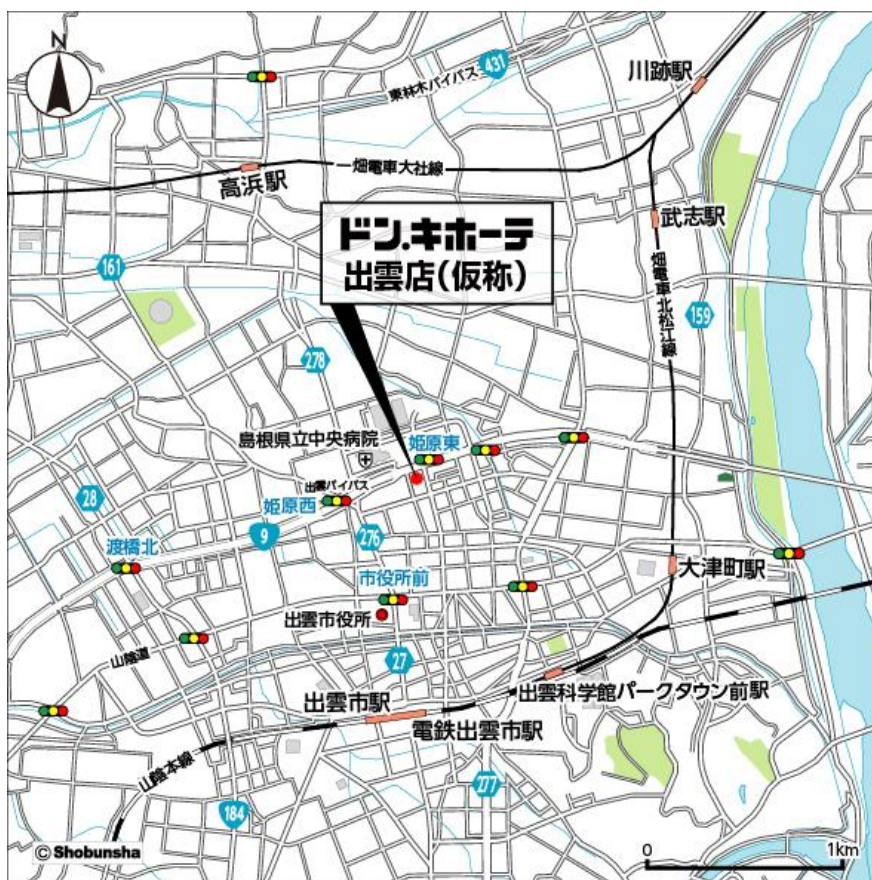 N
431
東林木バイパス
川跡駅
一畑電車大社線
高浜駅
ドン.キホーテ
出雲店(仮称)
武志駅
161
159
一畑電車北松江線
278
島根県立中央病院
姫原東
出雲バイパス
姫原西
28
9
276
渡橋北
市役所前
大津町駅
出雲市役所
山陰道
27
出雲科学館パークタウン前駅
出雲市駅
電鉄出雲市駅
山陰本線
277
184
© Shobunsha
0
1km